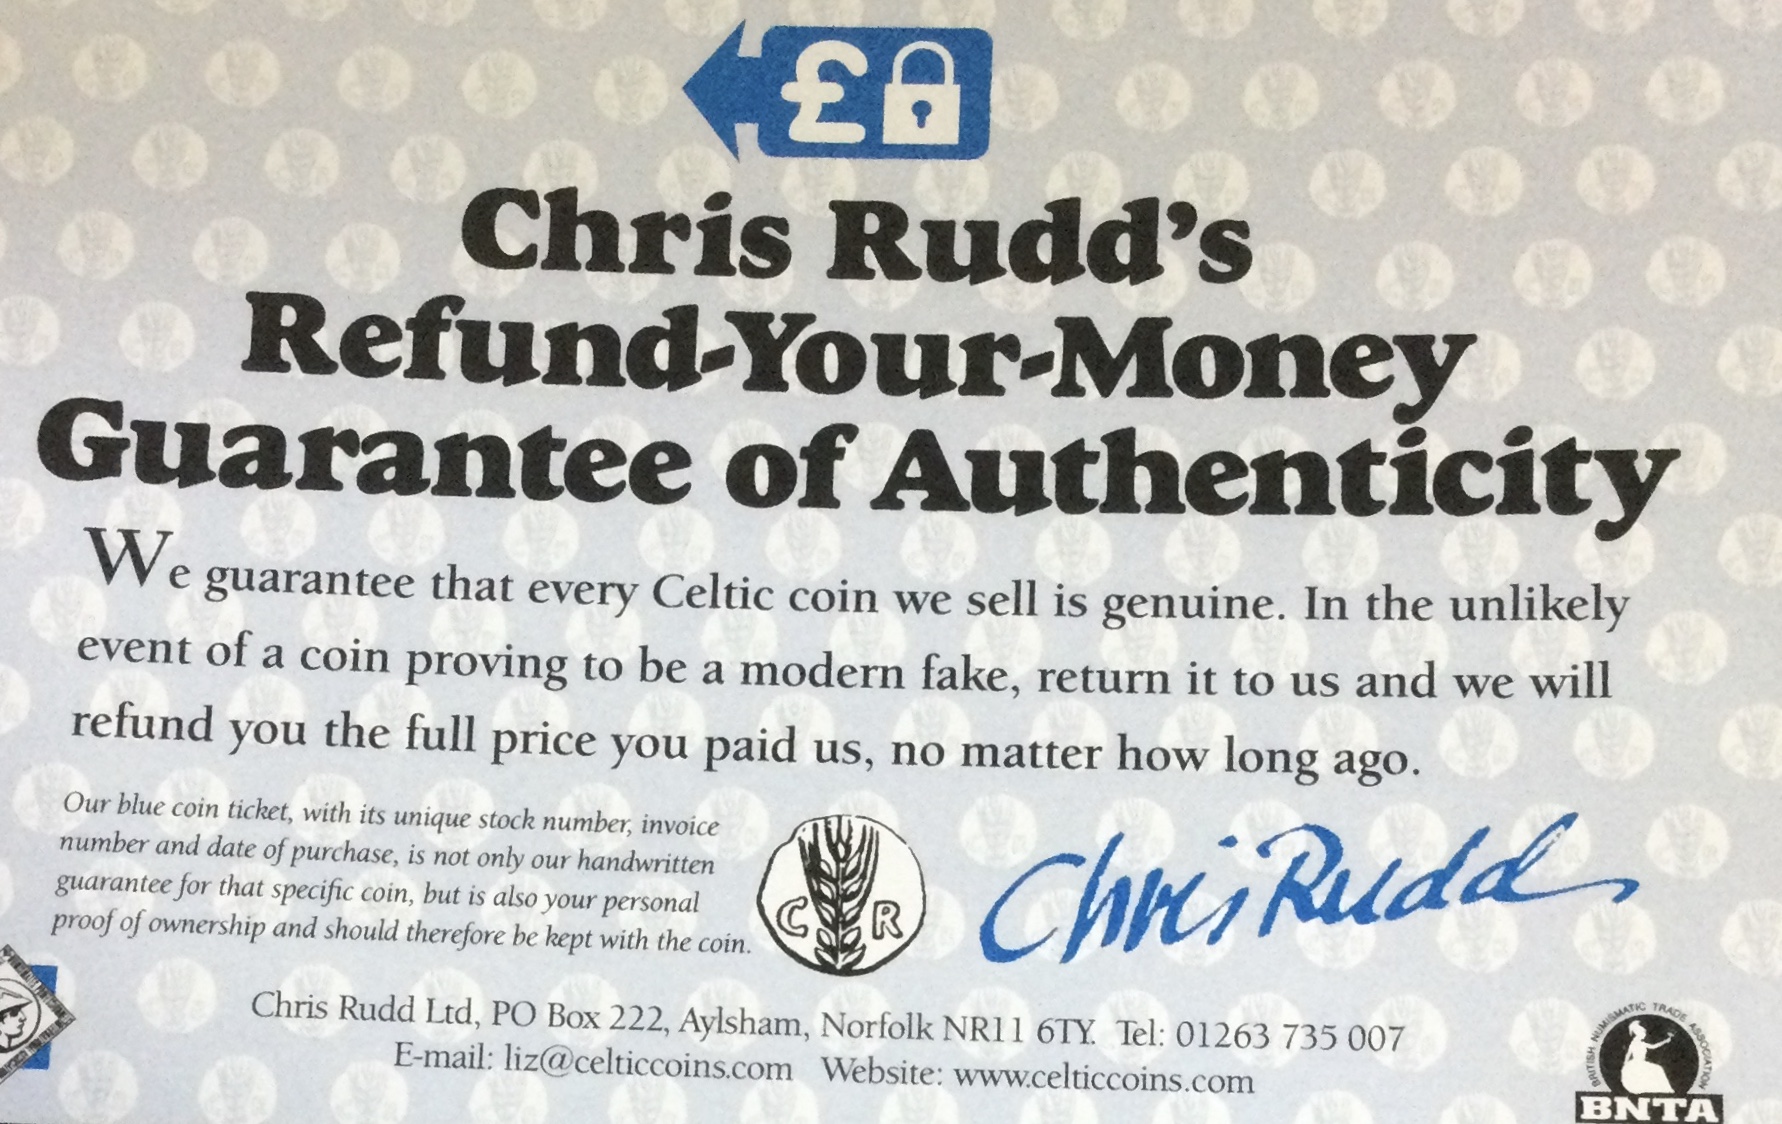 £
Chris Rudd's
Refund-Your-Money
Guarantee of Authenticity
We guarantee that every Celtic coin we sell is genuine. In the unlikely
event of a coin proving to be a modern fake, return it to us and we will
refund you the full price you paid us, no matter how long ago.
Our blue coin ticket, with its unique stock number, invoice
number and date of purchase, is not only our handwritten
guarantee for that specific coin, but is also your personal
proof of ownership and should therefore be kept with the coin.
C R
Chris Rudd
Chris Rudd Ltd, PO Box 222, Aylsham, Norfolk NR11 6TY. Tel: 01263 735 007
E-mail: liz@celticcoins.com Website: www.celticcoins.com
BRITISH NUMISMATIC TRADE ASSOCIATION
BNTA